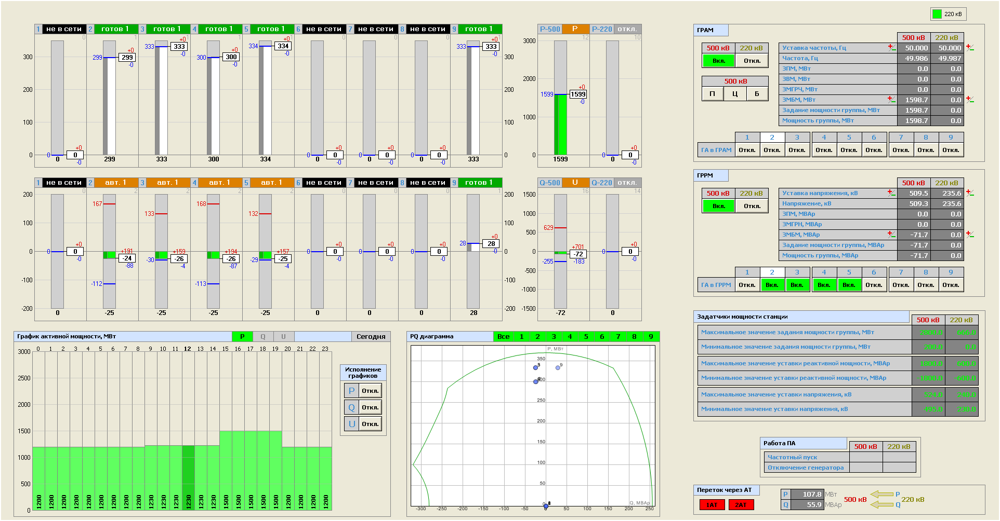 220 кВ
1 не в сети 2 готов 1 3 готов 1 4 готов 1 5 готов 1 6 не в сети 7 не в сети 8 не в сети 9 готов 1
0 1 1 1 1 0 0 0 1
300 200 100 0
0 +0 0 -0 0
299 +0 299 -0 299
333 +0 333 -0 333
300 +0 300 -0 300
334 +0 334 -0 334
0 +0 0 -0 0
0 +0 0 -0 0
0 +0 0 -0 0
333 +0 333 -0 333
300 200 100 0
P-500 P P-220 откл.
12 10
3000 2000 1000 0
1599 +0 1599 -0 1599
0 +0 0 -0 0
1 не в сети 2 авт. 1 3 авт. 1 4 авт. 1 5 авт. 1 6 не в сети 7 не в сети 8 не в сети 9 готов 1
0 2 2 2 2 0 0 0 1
200 100 0 -100 -200
0 +0 0 -0 0
167 +191 -24 -88 -112 -25
133 +159 -30 -26 -4 -25
168 +194 -26 -87 -113 -25
132 +157 -29 -25 -4 -25
0 +0 0 -0 0
0 +0 0 -0 0
0 +0 0 -0 0
28 +0 28 -0 28
200 100 0 -100 -200
Q-500 U Q-220 откл.
16 14
1500 1000 500 0 -500 -1000 -1500
629 +701 -72 -255 -183 -72
0 +0 0 -0 0
График активной мощности, МВт P Q U Сегодня
0 1 2 3 4 5 6 7 8 9 10 11 12 13 14 15 16 17 18 19 20 21 22 23
3000
2500
2000
1500
1000
500
0
1200 1200 1200 1200 1200 1200 1200 1200 1200 1230 1230 1230 1230 1230 1230 1500 1500 1500 1500 1500 1200 1200 1200 1200
Исполнение
графиков
P Откл.
Q Откл.
U Откл.
PQ диаграмма Все 1 2 3 4 5 6 7 8 9
P, МВт
350
9
300
250
200
150
100
50
0
Q, МВАр
-300 -250 -200 -150 -100 -50 0 50 100 150 200 250
ГРАМ
500 кВ 220 кВ
Вкл. Откл.
500 кВ
П Ц Б
500 кВ 220 кВ
Уставка частоты, Гц 50.000 50.000
Частота, Гц 49.986 49.987
ЗПМ, МВт 0.0 0.0
ЗВМ, МВт 0.0 0.0
ЗМГРЧ, МВт 0.0 0.0
ЗМБМ, МВт 1598.7 0.0
Задание мощности группы, МВт 1598.7 0.0
Мощность группы, МВт 1598.7 0.0
1 2 3 4 5 6 7 8 9
ГА в ГРАМ Откл. Откл. Откл. Откл. Откл. Откл. Откл. Откл. Откл.
ГРРМ
500 кВ 220 кВ
Вкл. Откл.
500 кВ 220 кВ
Уставка напряжения, кВ 509.5 235.6
Напряжение, кВ 509.3 235.6
ЗПМ, МВАр 0.0 0.0
ЗМГРН, МВАр 0.0 0.0
ЗМБМ, МВАр -71.7 0.0
Задание мощности группы, МВАр -71.7 0.0
Мощность группы, МВАр -71.7 0.0
1 2 3 4 5 6 7 8 9
ГА в ГРРМ Откл. Вкл. Вкл. Вкл. Вкл. Откл. Откл. Откл. Откл.
Задатчики мощности станции
500 кВ 220 кВ
Максимальное значение задания мощности группы, МВт 2800.0 666.0
Минимальное значение задания мощности группы, МВт 200.0 0.0
Максимальное значение уставки реактивной мощности, МВАр 1800.0 600.0
Минимальное значение уставки реактивной мощности, МВАр -1800.0 -600.0
Максимальное значение уставки напряжения, кВ 524.0 240.0
Минимальное значение уставки напряжения, кВ 495.0 230.0
Работа ПА
500 кВ 220 кВ
Частотный пуск
Отключение генератора
Переток через АТ
1АТ 2АТ
P 107.8 МВт
Q 55.9 МВАр
500 кВ
P
Q
220 кВ